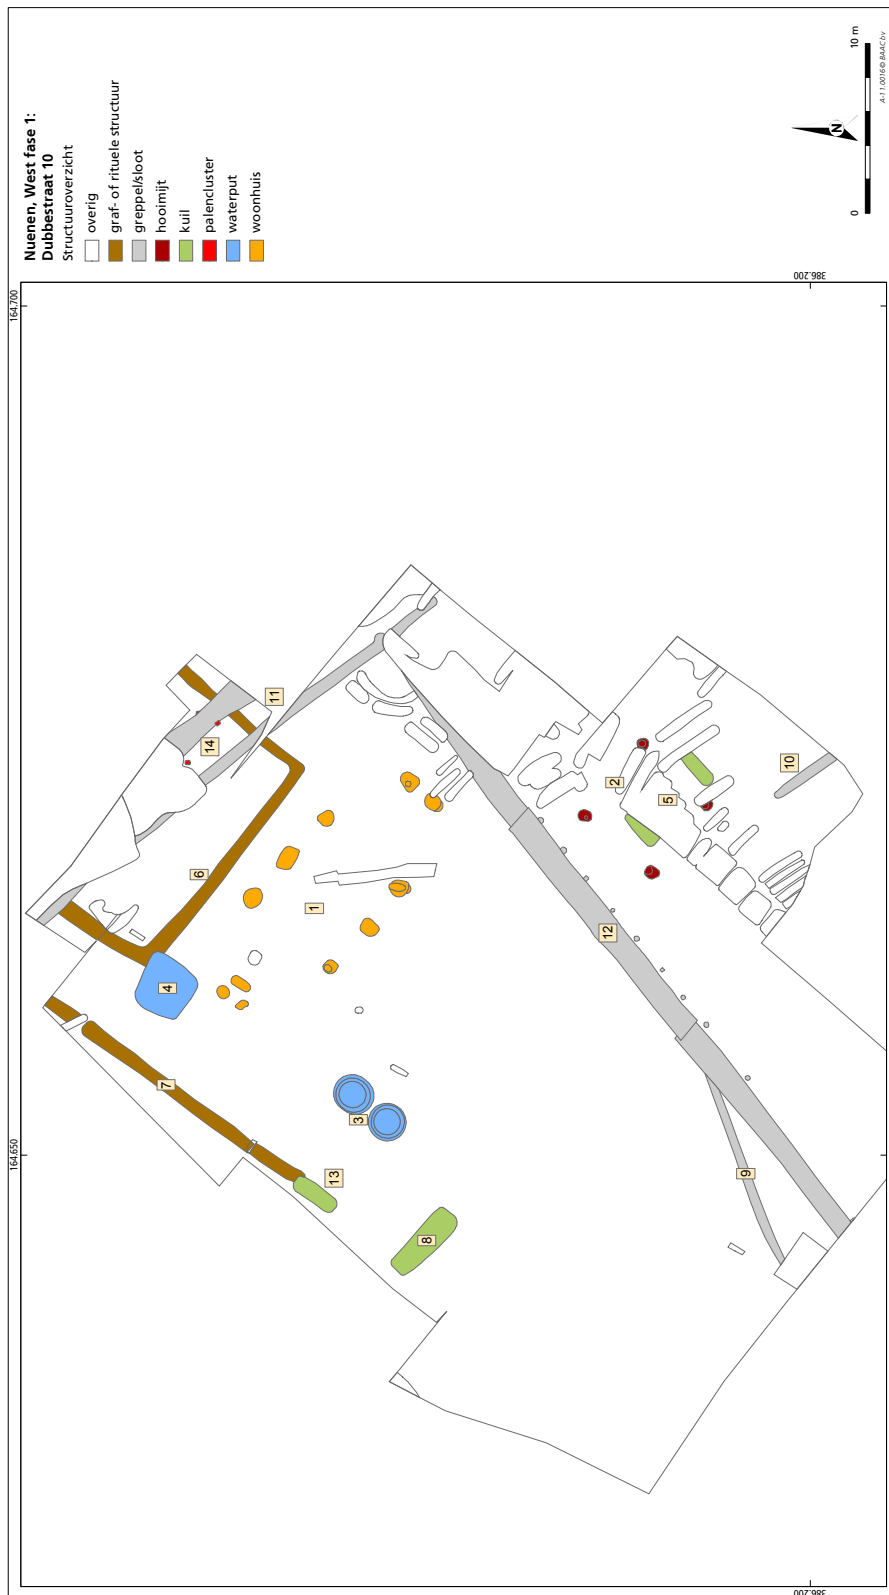 Nuenen, West fase 1:
Dubbestraat 10
Structuuroverzicht
overig
graf- of rituele structuur
greppel/sloot
hooimijt
kuil
palencluster
waterput
woonhuis
0
10 m
N
A-11.0016 © BAAC bv
164.700
164.650
386.200
386.200
1
2
3
4
5
6
7
8
9
10
11
12
13
14